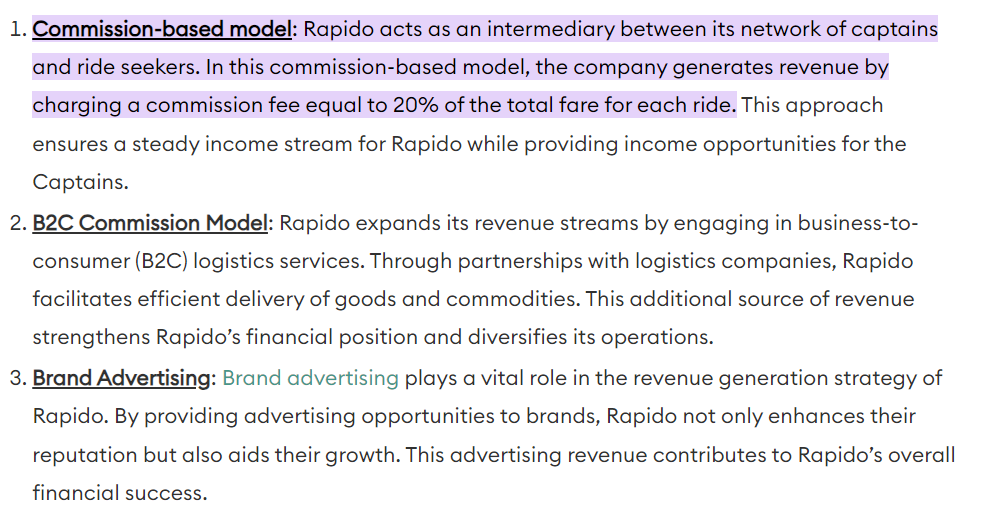 1. Commission-based model: Rapido acts as an intermediary between its network of captains
and ride seekers. In this commission-based model, the company generates revenue by
charging a commission fee equal to 20% of the total fare for each ride. This approach
ensures a steady income stream for Rapido while providing income opportunities for the
Captains.
2. B2C Commission Model: Rapido expands its revenue streams by engaging in business-to-
consumer (B2C) logistics services. Through partnerships with logistics companies, Rapido
facilitates efficient delivery of goods and commodities. This additional source of revenue
strengthens Rapido’s financial position and diversifies its operations.
3. Brand Advertising: Brand advertising plays a vital role in the revenue generation strategy of
Rapido. By providing advertising opportunities to brands, Rapido not only enhances their
reputation but also aids their growth. This advertising revenue contributes to Rapido’s overall
financial success.